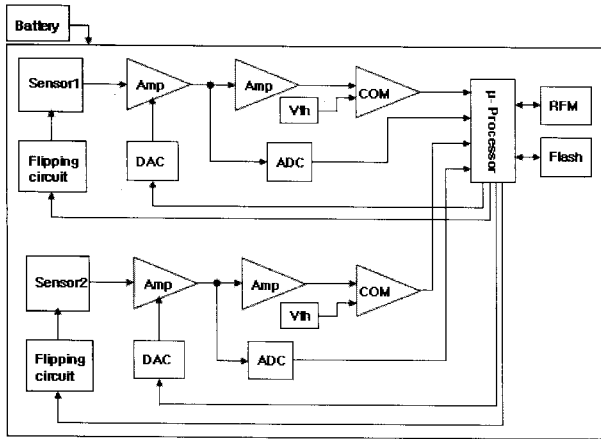 Battery
Sensor1
Amp
Amp
COM
Vth
Flipping
circuit
DAC
ADC
μ-Processor
RFM
Flash
Sensor2
Amp
Amp
COM
Vth
Flipping
circuit
DAC
ADC